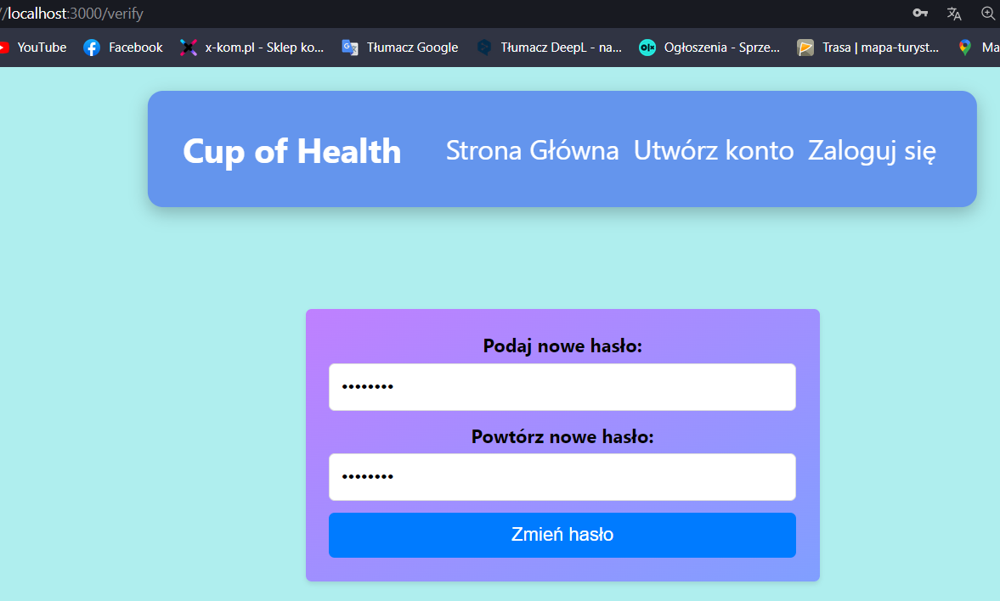 //localhost:3000/verify
YouTube Facebook x-kom.pl - Sklep ko... Tłumacz Google Tłumacz DeepL - na... Ogłoszenia - Sprze... Trasa | mapa-turyst... Ma
Cup of Health Strona Główna Utwórz konto Zaloguj się
Podaj nowe hasło:
••••••••
Powtórz nowe hasło:
••••••••
Zmień hasło